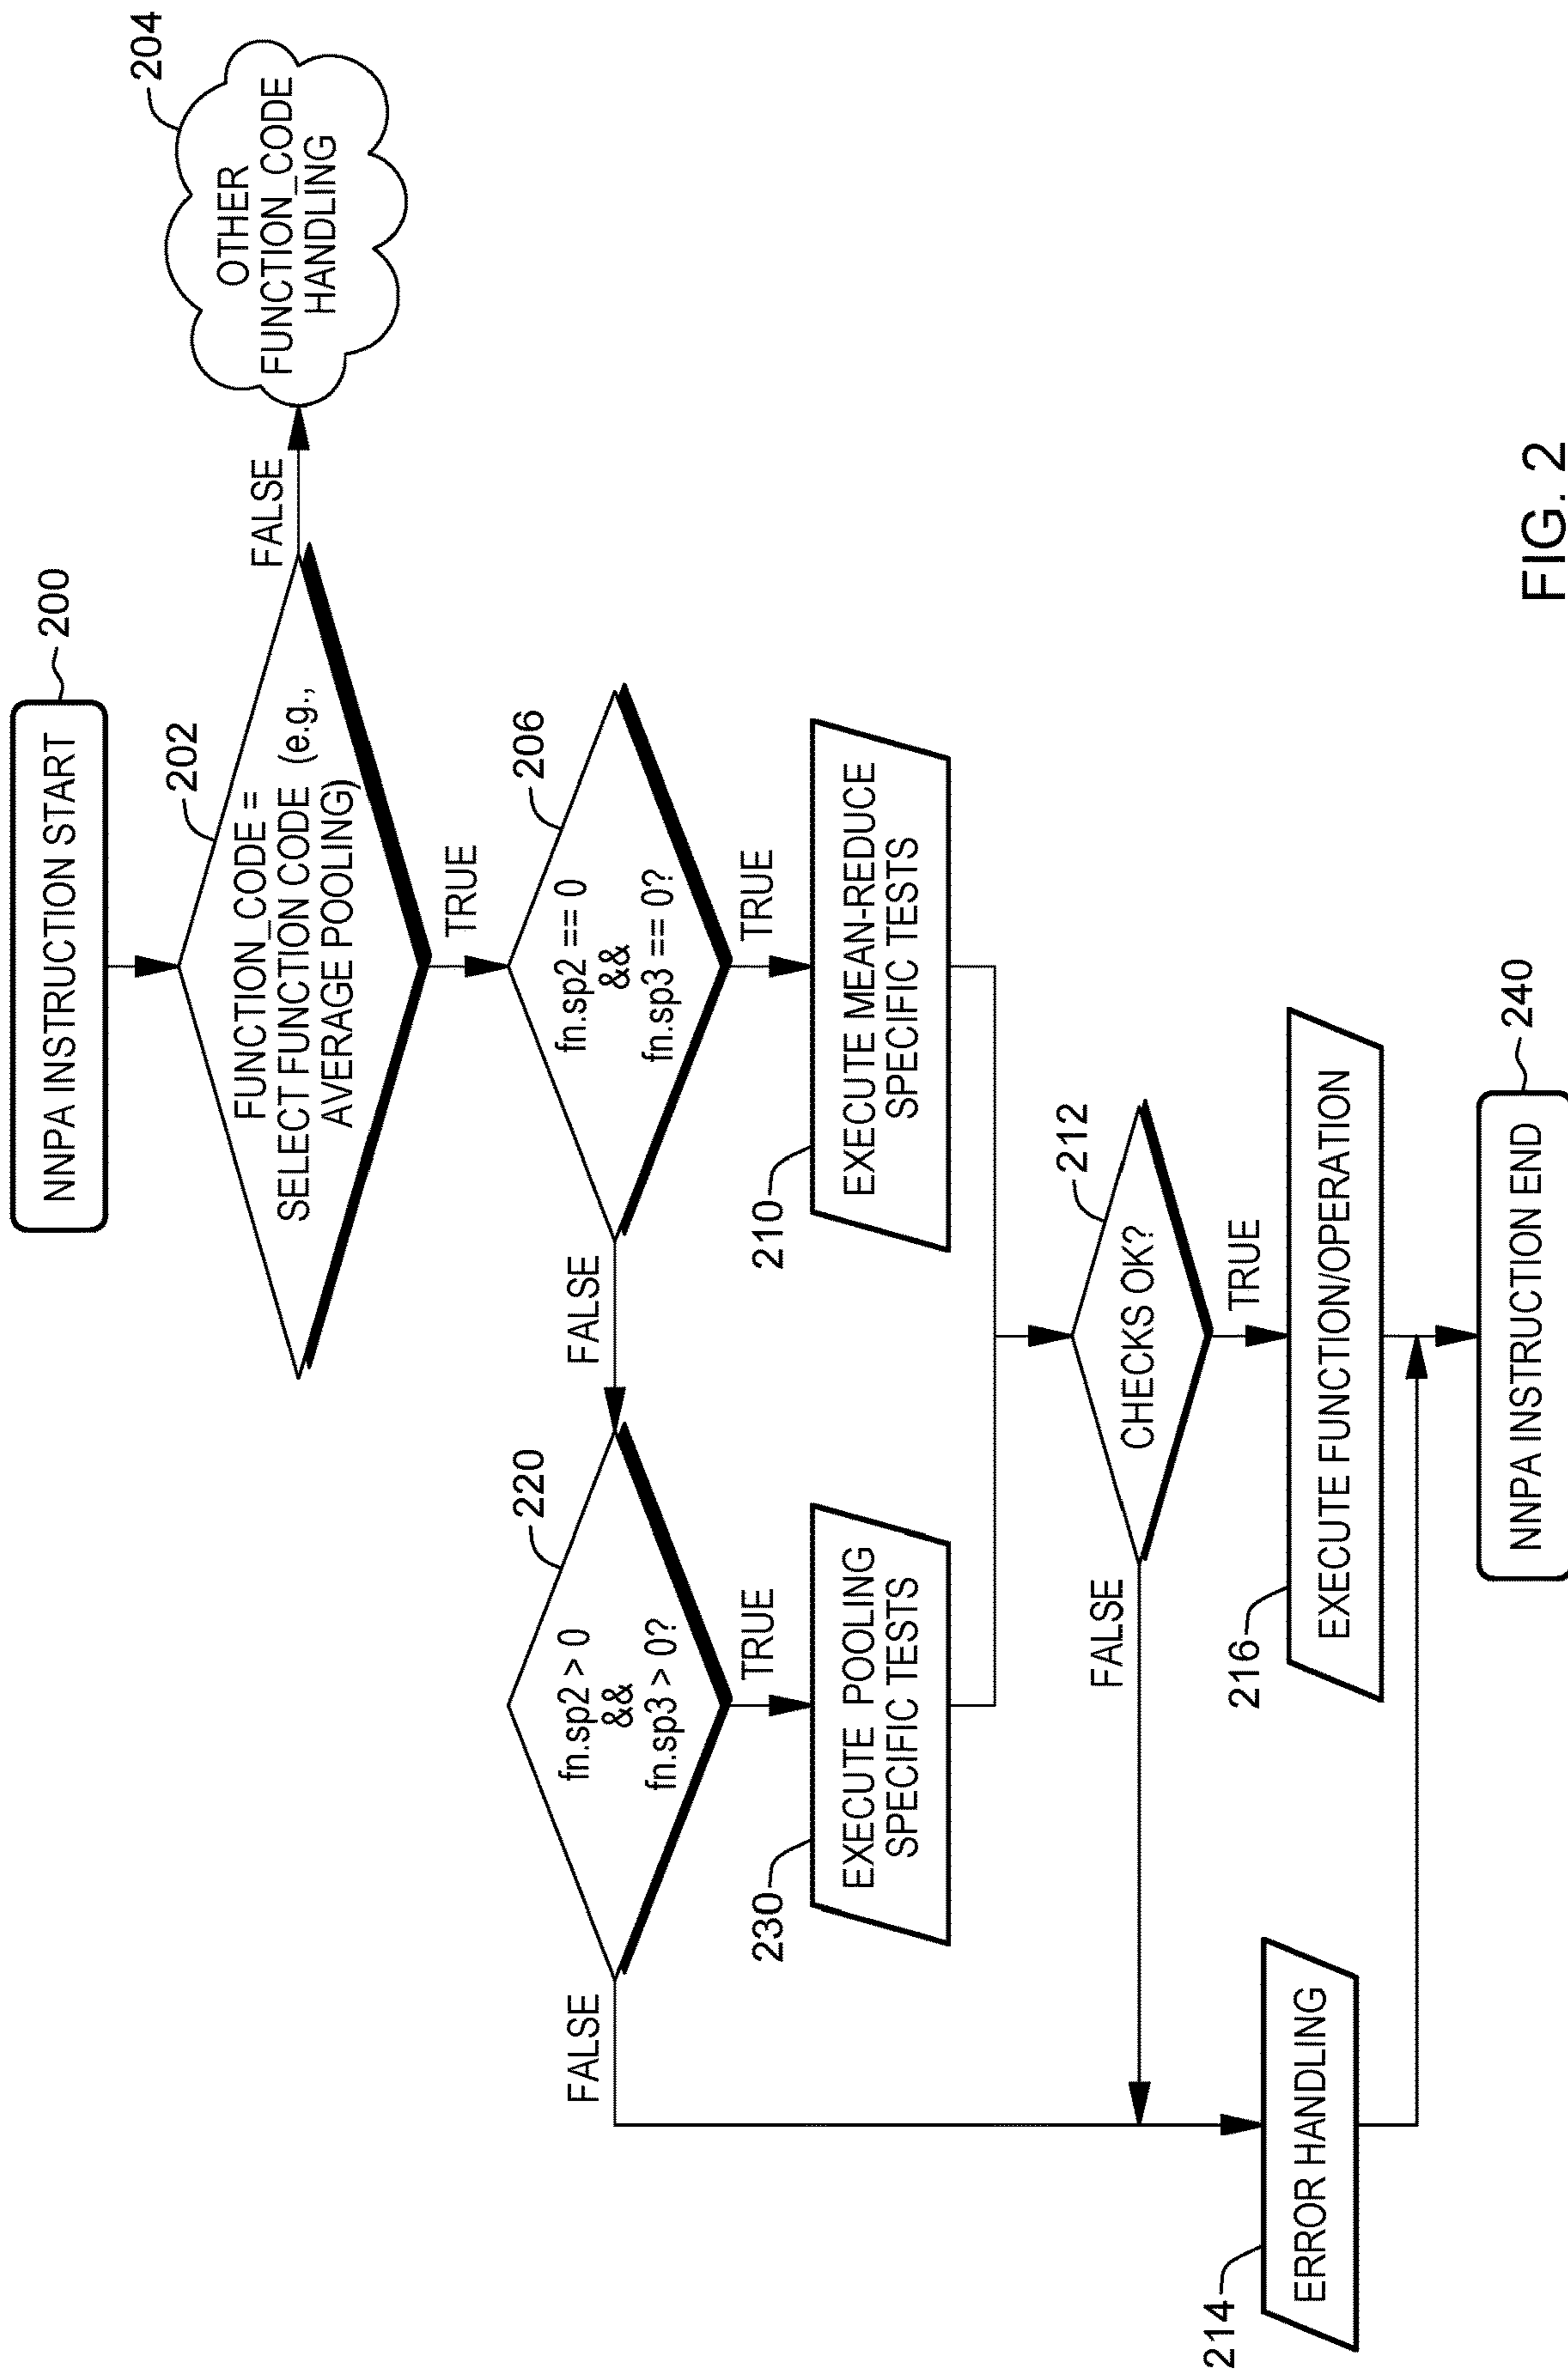 NNPA INSTRUCTION START
200
202
FUNCTION_CODE =
SELECT FUNCTION CODE (e.g.,
AVERAGE POOLING)
FALSE
204
OTHER
FUNCTION_CODE
HANDLING
TRUE
206
fn.sp2 == 0
&&
fn.sp3 == 0?
FALSE
TRUE
220
fn.sp2 > 0
&&
fn.sp3 > 0?
FALSE
TRUE
230
EXECUTE POOLING
SPECIFIC TESTS
210
EXECUTE MEAN-REDUCE
SPECIFIC TESTS
212
CHECKS OK?
FALSE
TRUE
214
ERROR HANDLING
216
EXECUTE FUNCTION/OPERATION
240
NNPA INSTRUCTION END
FIG. 2